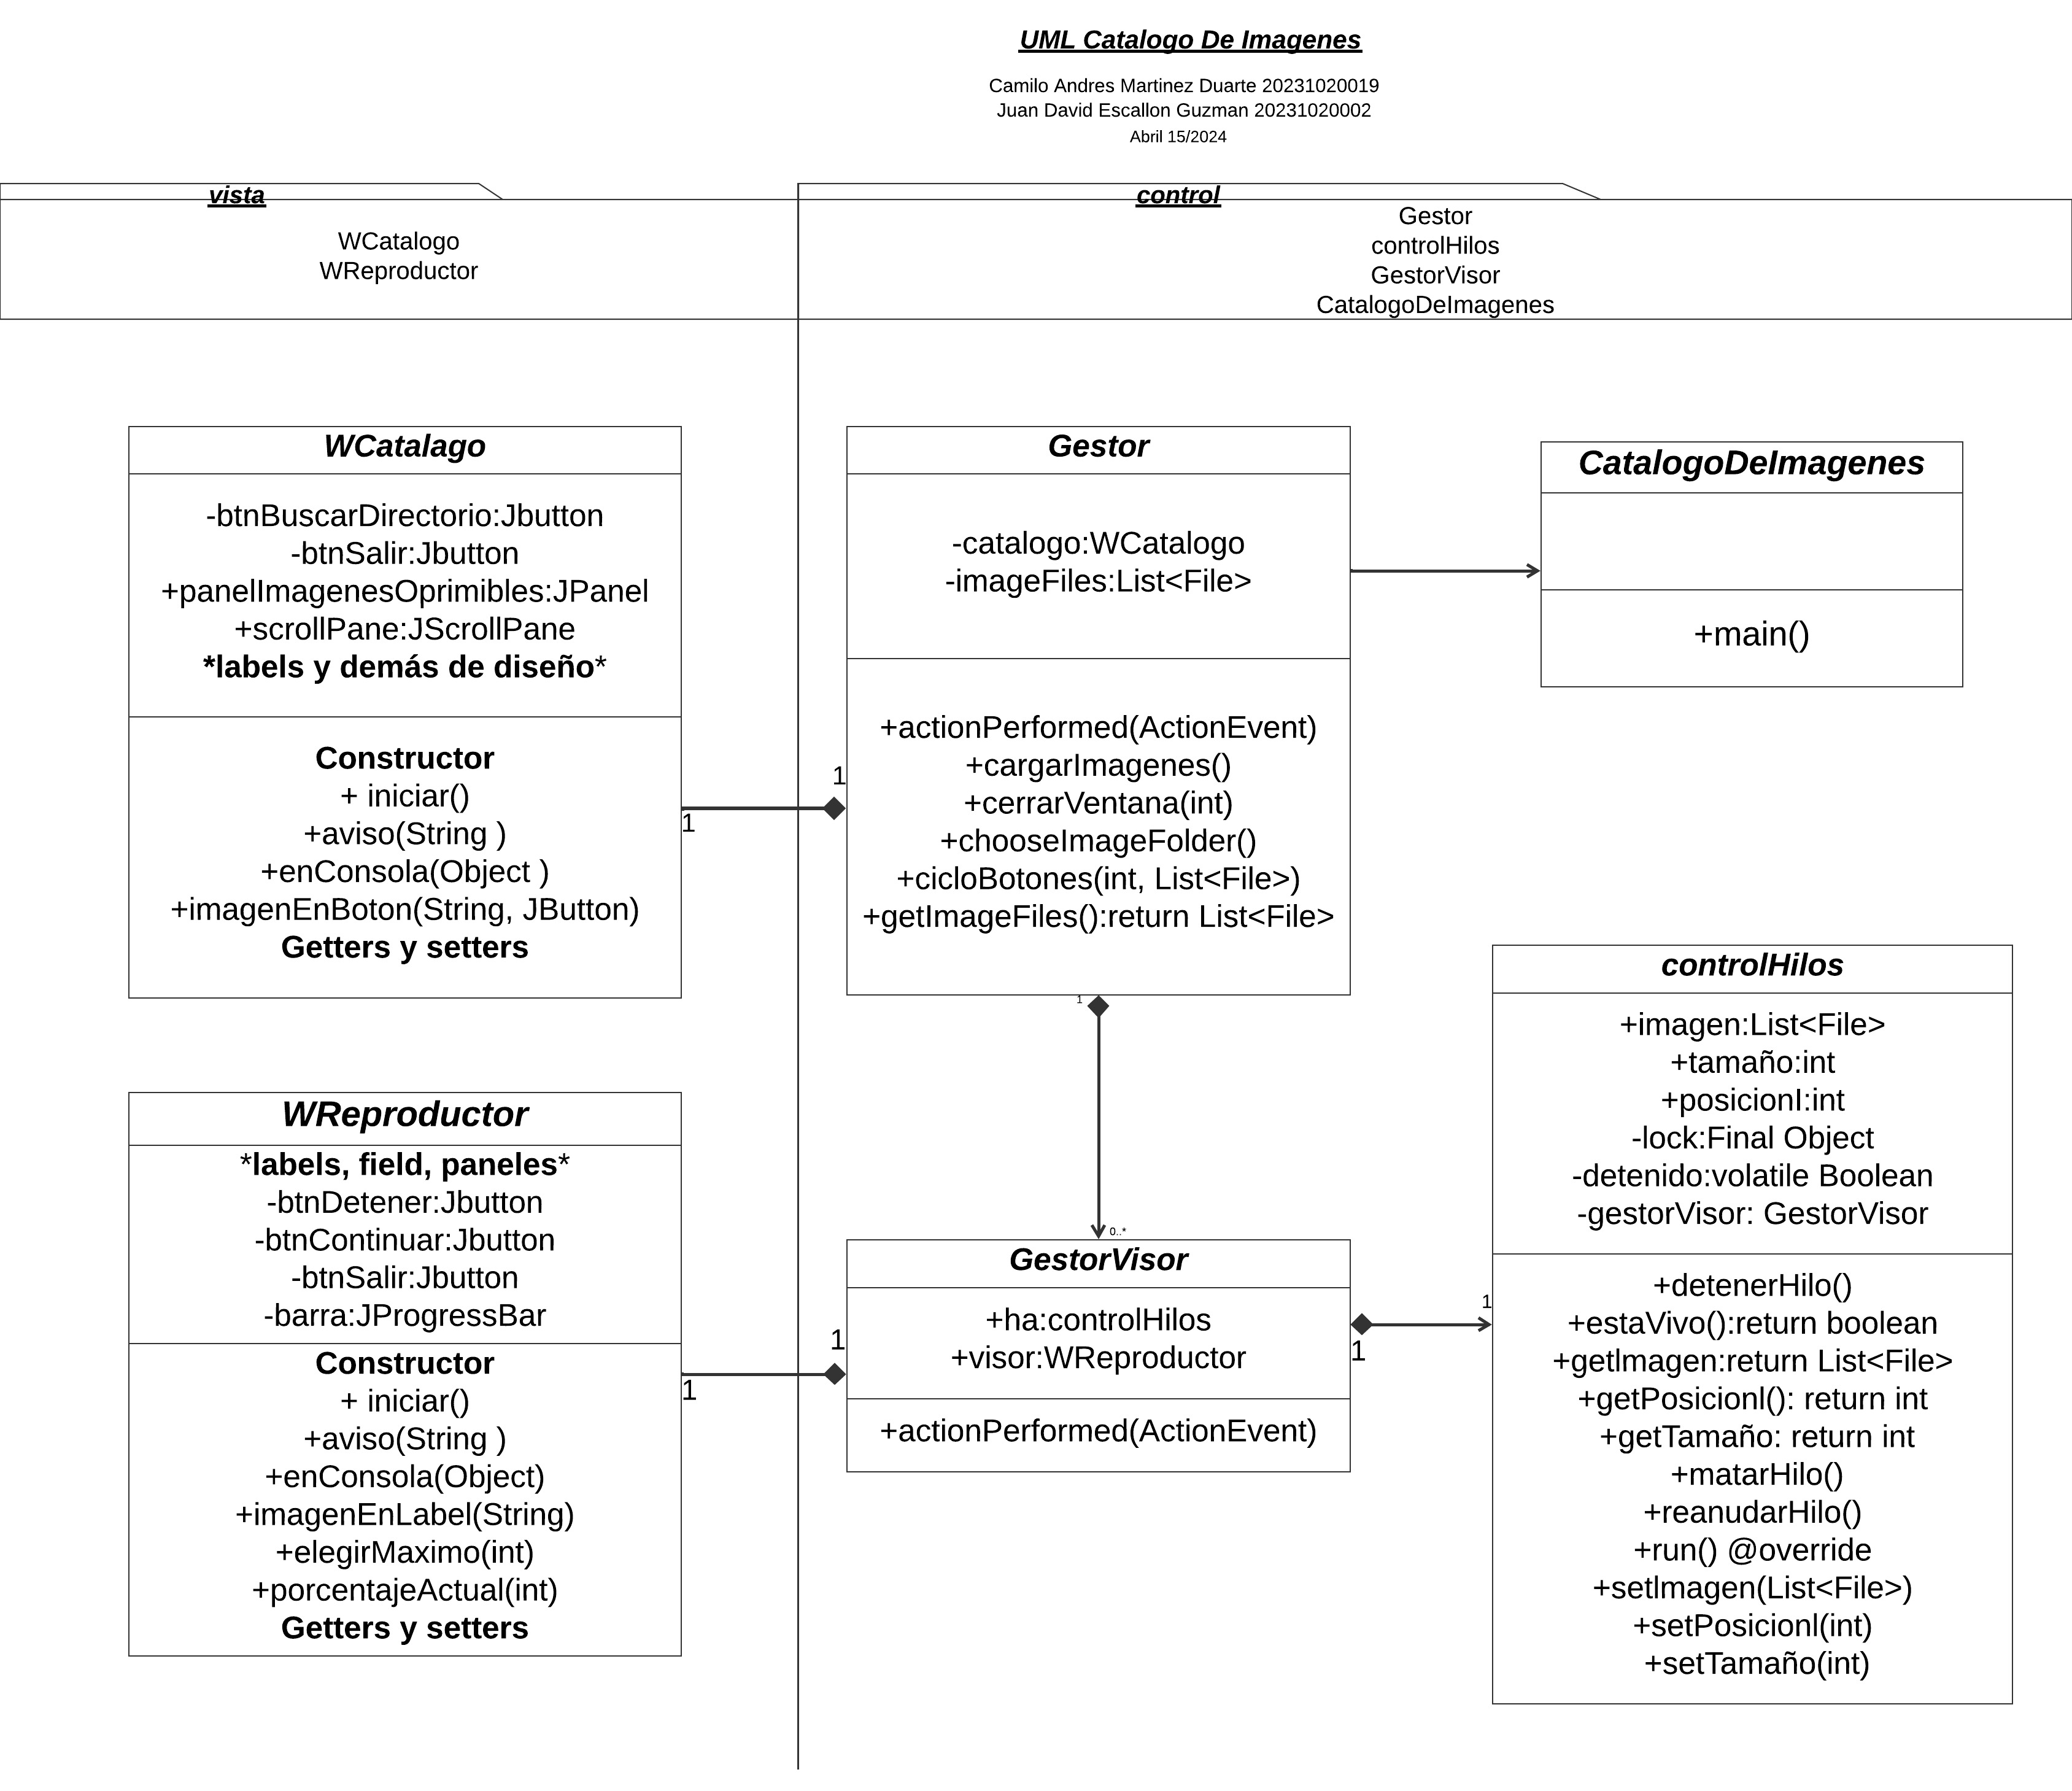 UML Catalogo De Imagenes
Camilo Andres Martinez Duarte 20231020019
Juan David Escallon Guzman 20231020002
Abril 15/2024
vista
WCatalogo
WReproductor
control
Gestor
controlHilos
GestorVisor
CatalogoDeImagenes
WCatalago
-btnBuscarDirectorio:Jbutton
-btnSalir:Jbutton
+panelImagenesOprimibles:JPanel
+scrollPane:JScrollPane
*labels y demás de diseño*
Constructor
+ iniciar()
+aviso(String )
+enConsola(Object )
+imagenEnBoton(String, JButton)
Getters y setters
1
1
Gestor
-catalogo:WCatalogo
-imageFiles:List<File>
+actionPerformed(ActionEvent)
+cargarImagenes()
+cerrarVentana(int)
+chooseImageFolder()
+cicloBotones(int, List<File>)
+getImageFiles():return List<File>
CatalogoDeImagenes
+main()
1
0..*
WReproductor
*labels, field, paneles*
-btnDetener:Jbutton
-btnContinuar:Jbutton
-btnSalir:Jbutton
-barra:JProgressBar
Constructor
+ iniciar()
+aviso(String )
+enConsola(Object)
+imagenEnLabel(String)
+elegirMaximo(int)
+porcentajeActual(int)
Getters y setters
1
1
GestorVisor
+ha:controlHilos
+visor:WReproductor
+actionPerformed(ActionEvent)
1
1
controlHilos
+imagen:List<File>
+tamaño:int
+posicionI:int
-lock:Final Object
-detenido:volatile Boolean
-gestorVisor: GestorVisor
+detenerHilo()
+estaVivo():return boolean
+getImagen:return List<File>
+getPosicionI(): return int
+getTamaño: return int
+matarHilo()
+reanudarHilo()
+run() @override
+setImagen(List<File>)
+setPosicionI(int)
+setTamaño(int)